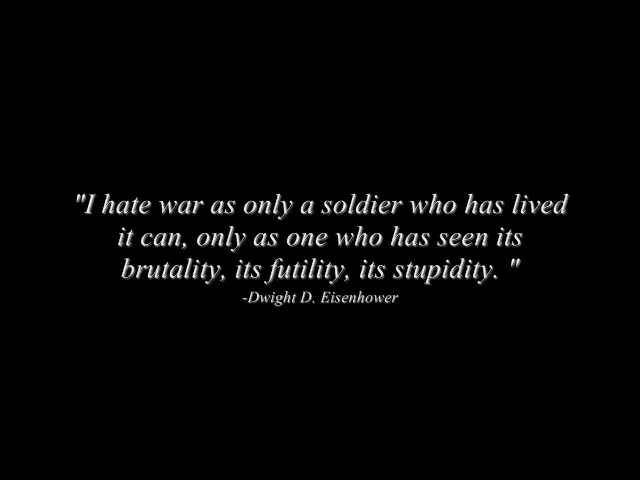 "I hate war as only a soldier who has lived
it can, only as one who has seen its
brutality, its futility, its stupidity. "
-Dwight D. Eisenhower